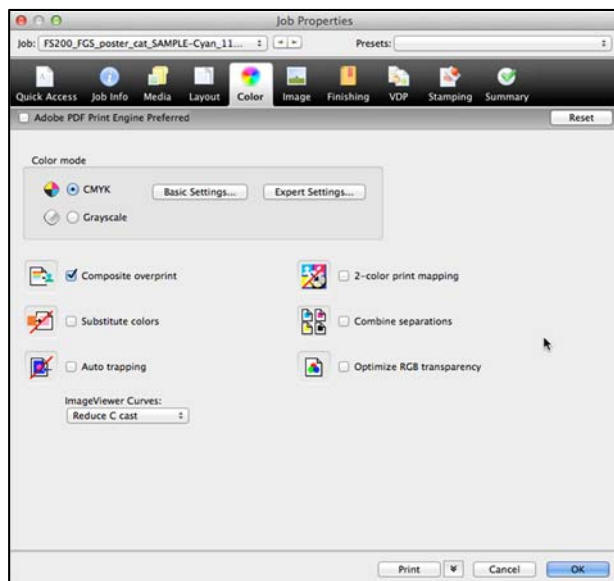 Job Properties
Job: FS200_FGS_poster_cat_SAMPLE-Cyan_11... Presets:
Quick Access Job Info Media Layout Color Image Finishing VDP Stamping Summary
Adobe PDF Print Engine Preferred Reset
Color mode
CMYK Basic Settings... Expert Settings...
Grayscale
Composite overprint 2-color print mapping
Substitute colors Combine separations
Auto trapping Optimize RGB transparency
ImageViewer Curves:
Reduce C cast
Print Cancel OK